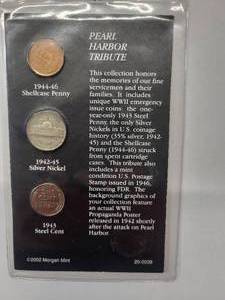 PEARL
HARBOR
TRIBUTE
This collection honors
the memories of our fine
servicemen and their
families. It includes
unique WWII emergency
issue coins: the one-
year-only 1943 Steel
Penny, the only Silver
Nickels in U.S. coinage
history (35% silver, 1942-
45) and the Shellcase
Penny (1944-46) struck
from spent cartridge
cases. This tribute also
includes a mint
condition U.S. Postage
Stamp issued in 1946,
honoring FDR. The
background graphics of
your collection feature
an actual WWII
Propaganda Poster
released in 1942 shortly
after the attack on Pearl
Harbor.
1944-46
Shellcase Penny
1942-45
Silver Nickel
1943
Steel Cent
©2002 Morgan Mint